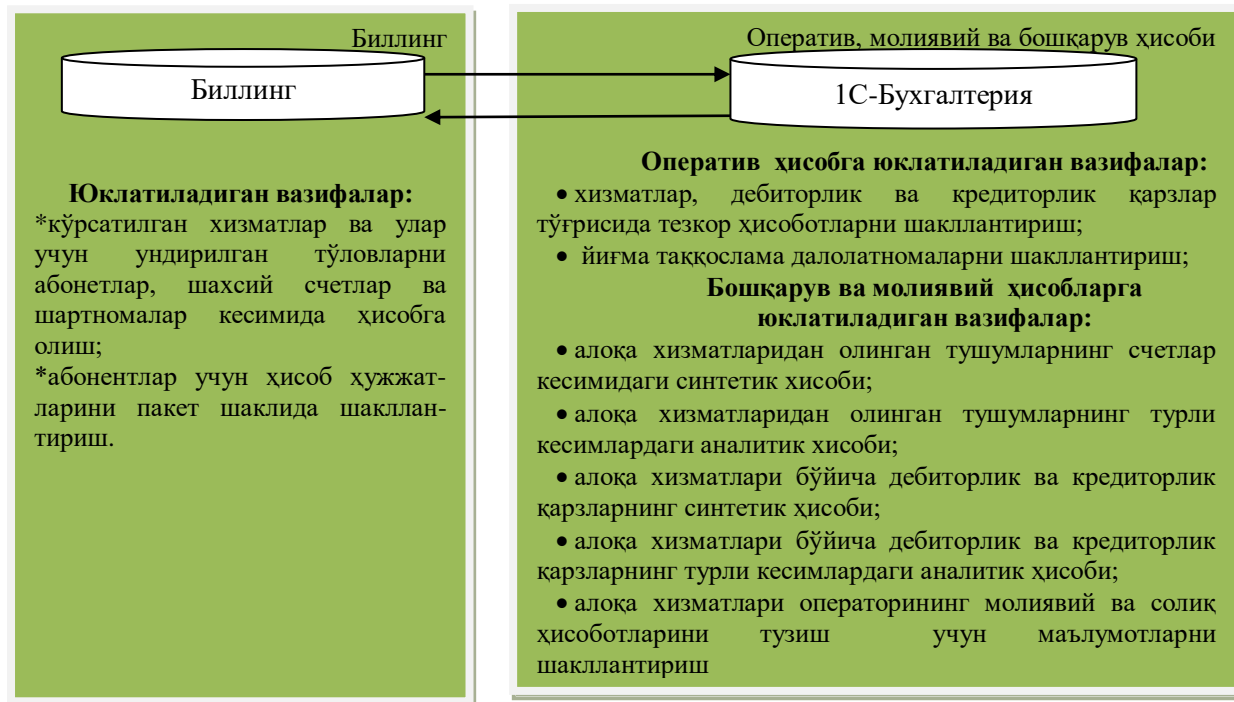 Биллинг
Биллинг
Юклатиладиган вазифалар:
*кўрсатилган хизматлар ва улар
учун ундирилган тўловларни
абонетлар, шахсий счетлар ва
шартномалар кесимида ҳисобга
олиш;
*абонентлар учун ҳисоб ҳужжат-
ларини пакет шаклида шакллан-
тириш.
Оператив, молиявий ва бошқарув ҳисоби
1С-Бухгалтерия
Оператив ҳисобга юклатиладиган вазифалар:
• хизматлар, дебиторлик ва кредиторлик қарзлар
тўғрисида тезкор ҳисоботларни шакллантириш;
• йиғма таққослама далолатномаларни шакллантириш;
Бошқарув ва молиявий ҳисобларга
юклатиладиган вазифалар:
• алоқа хизматларидан олинган тушумларнинг счетлар
кесимидаги синтетик хисоби;
• алоқа хизматларидан олинган тушумларнинг турли
кесимлардаги аналитик хисоби;
• алоқа хизматлари бўйича дебиторлик ва кредиторлик
қарзларнинг синтетик ҳисоби;
• алоқа хизматлари бўйича дебиторлик ва кредиторлик
қарзларнинг турли кесимлардаги аналитик ҳисоби;
• алоқа хизматлари операторининг молиявий ва солиқ
ҳисоботларини тузиш учун маълумотларни
шакллантириш